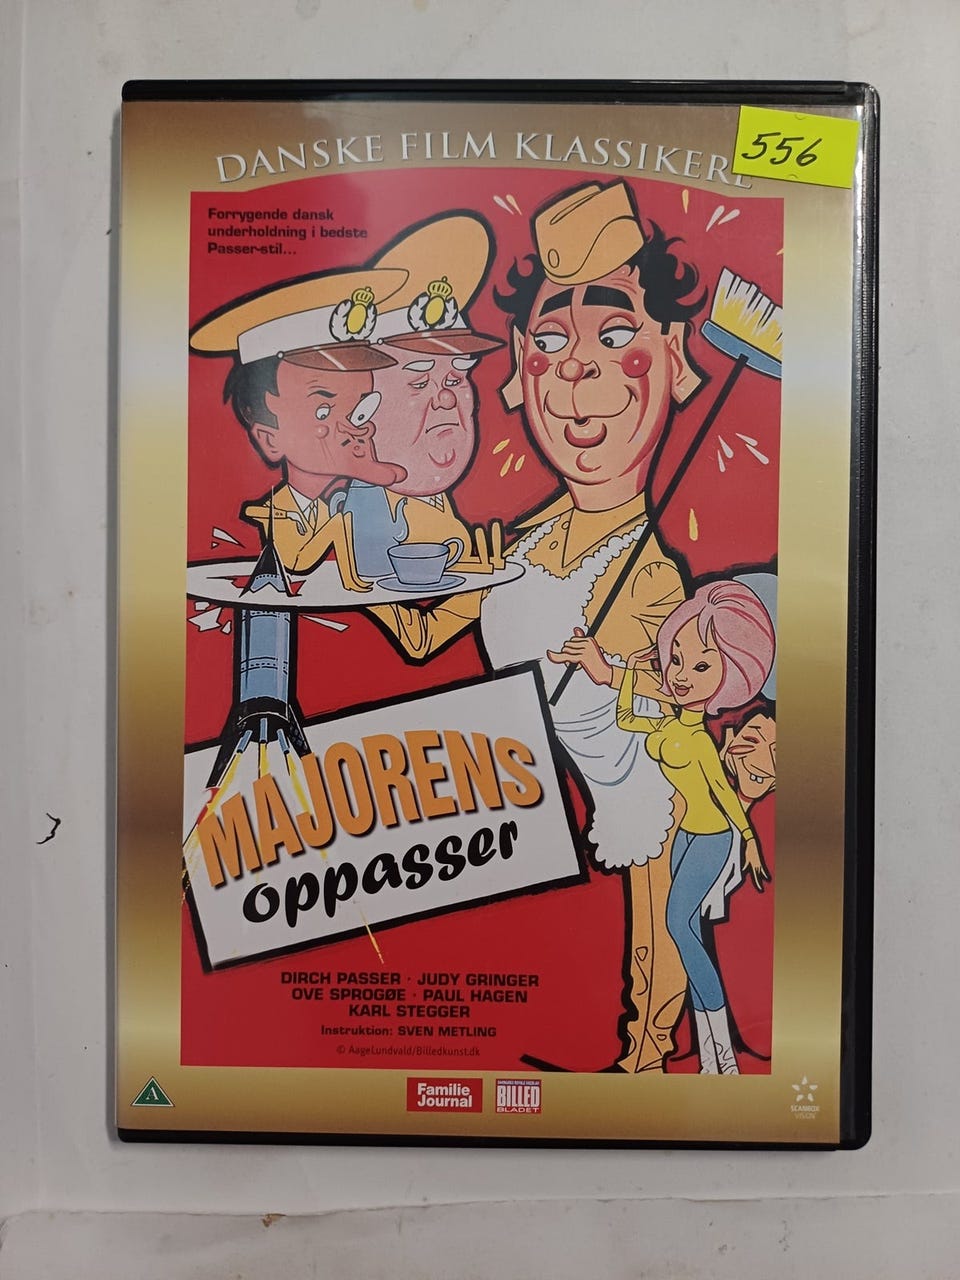 DANSKE FILM KLASSIKERE
556
Forrygende dansk
underholdning i bedste
Passer-stil...
MAJORENS
oppasser
DIRCH PASSER · JUDY GRINGER
OVE SPROGØE · PAUL HAGEN
KARL STEGGER
Instruktion: SVEN METLING
© AageLundvald/Billedkunst.dk
A
Familie
Journal
BILLED
BLADET
SCANBOX
VISION